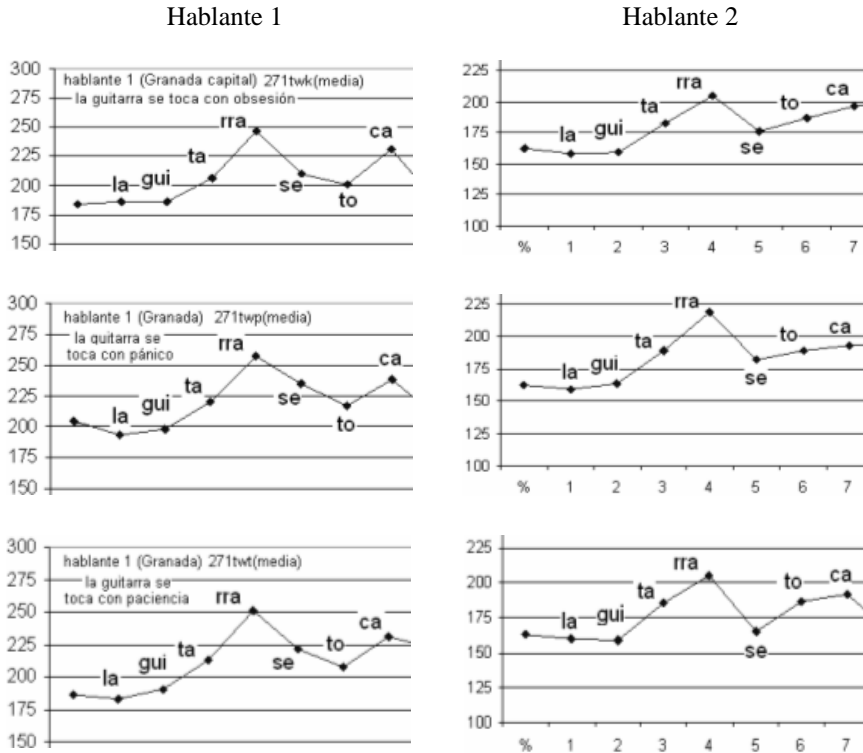 Hablante 1
Hablante 2
300
275
250
225
200
175
150
hablante 1 (Granada capital) 271twk(media)
la guitarra se toca con obsesión
la
gui
ta
rra
se
to
ca
225
200
175
150
125
100
la
gui
ta
rra
se
to
ca
% 1 2 3 4 5 6 7
300
275
250
225
200
175
150
hablante 1 (Granada) 271twp(media)
la guitarra se
toca con pánico
la
gui
ta
rra
se
to
ca
225
200
175
150
125
100
la
gui
ta
rra
se
to
ca
% 1 2 3 4 5 6 7
300
275
250
225
200
175
150
hablante 1 (Granada) 271twt(media)
la guitarra se
toca con paciencia
la
gui
ta
rra
se
to
ca
225
200
175
150
125
100
la
gui
ta
rra
se
to
ca
% 1 2 3 4 5 6 7